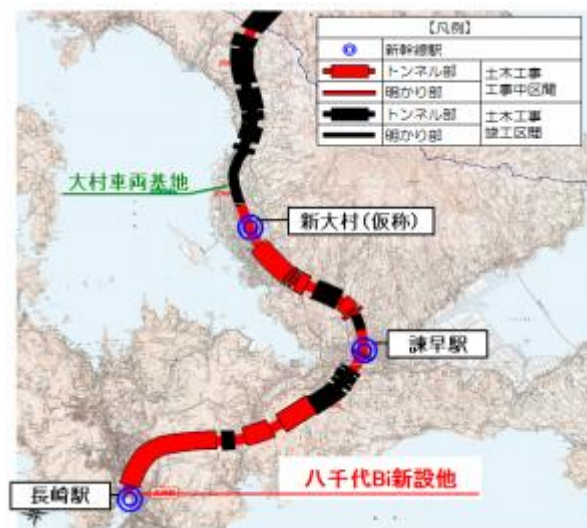 【凡例】
新幹線駅
トンネル部
明かり部
土木工事
工事中区間
トンネル部
明かり部
土木工事
竣工区間
大村車両基地
新大村(仮称)
諫早駅
八千代Bi新設他
長崎駅